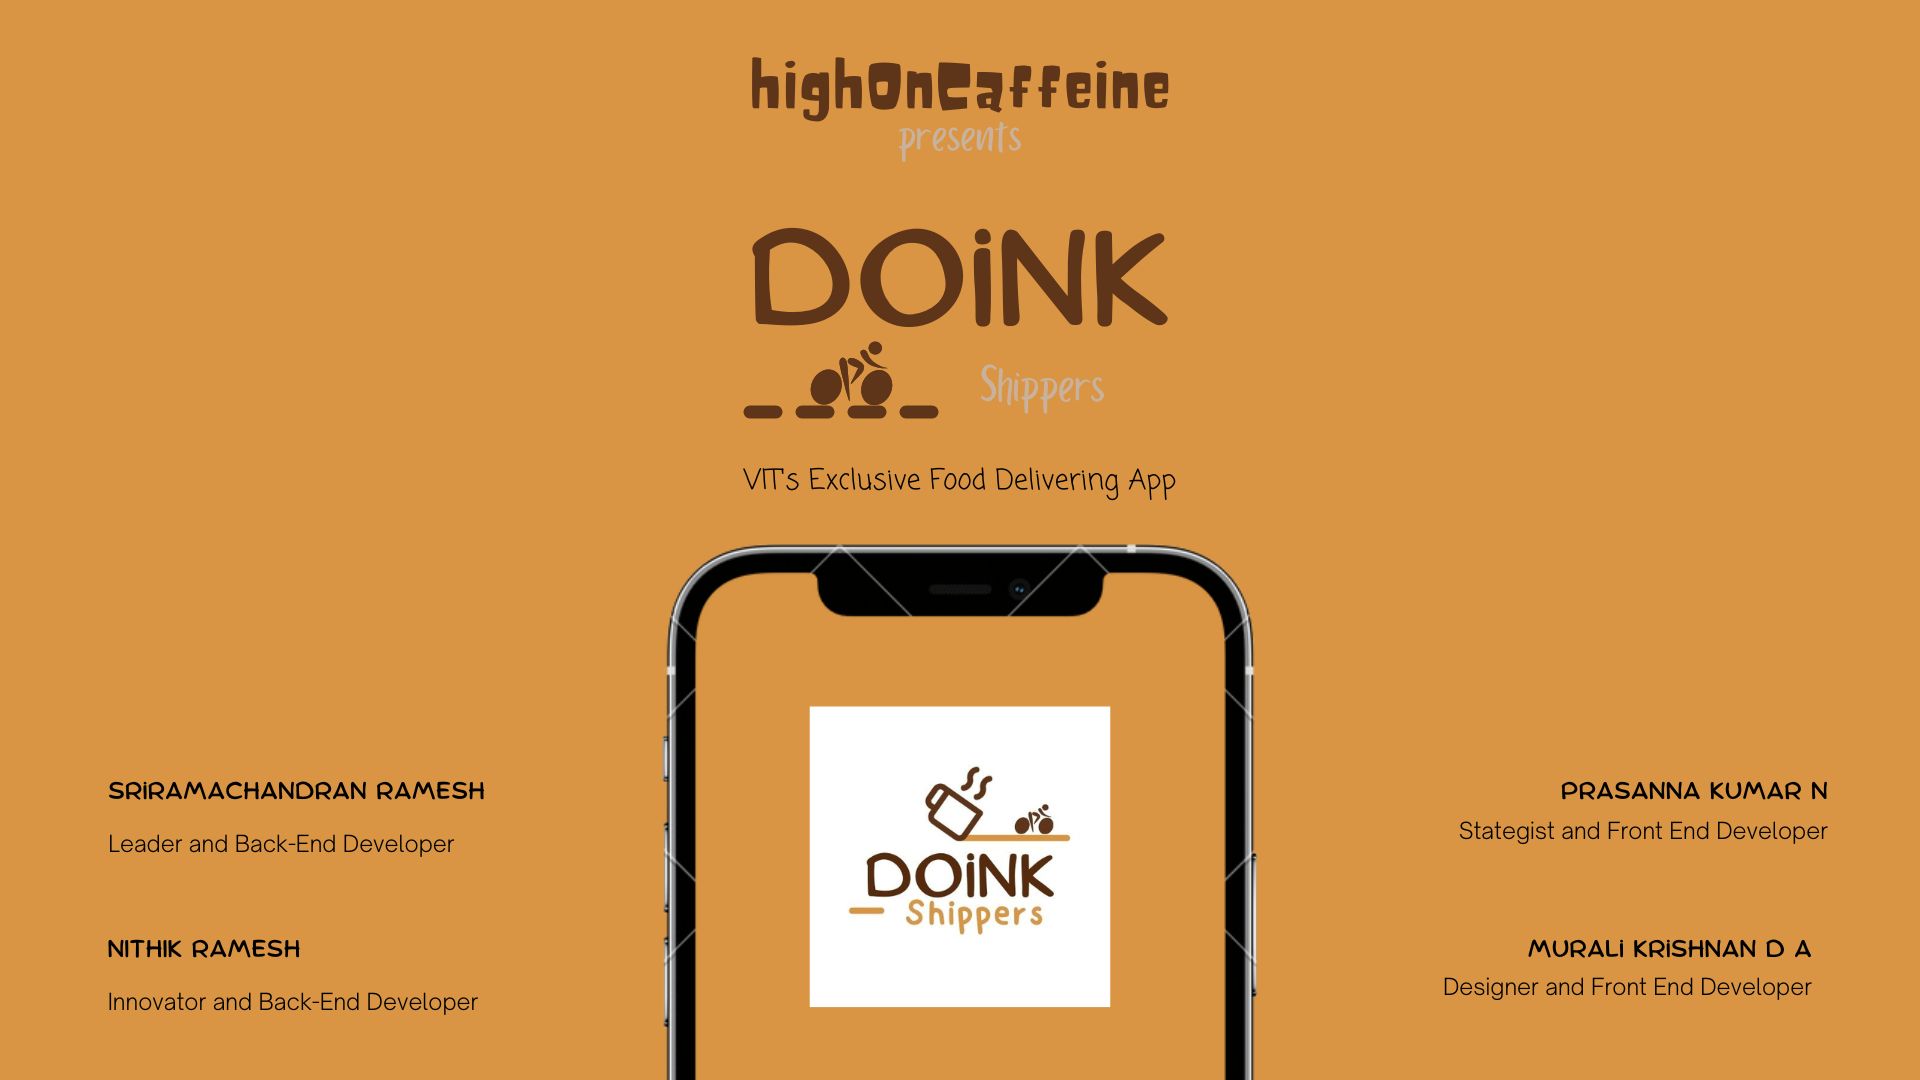 highOnCaffeine
presents
DOiNK
Shippers
VIT's Exclusive Food Delivering App
DOiNK
Shippers
SRiRAMACHANDRAN RAMESH
Leader and Back-End Developer
NITHIK RAMESH
Innovator and Back-End Developer
PRASANNA KUMAR N
Stategist and Front End Developer
MURALi KRiSHNAN D A
Designer and Front End Developer